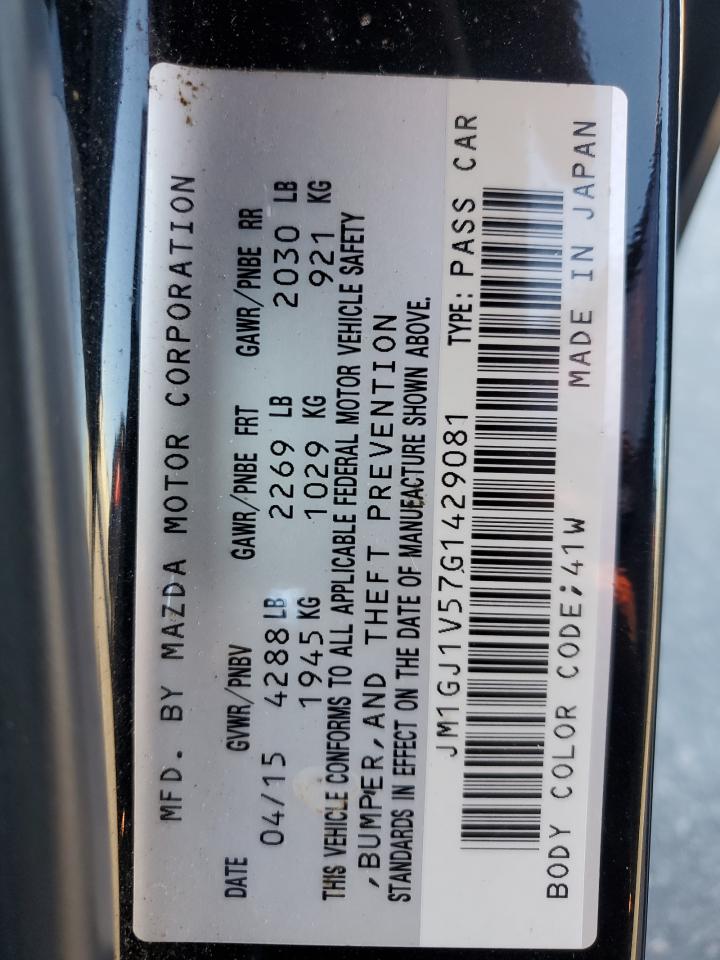 MFD. BY MAZDA MOTOR CORPORATION
DATE GVWR/PNBV GAWR/PNBE FRT GAWR/PNBE RR
04/15 4288 LB 2269 LB 2030 LB
1945 KG 1029 KG 921 KG
THIS VEHICLE CONFORMS TO ALL APPLICABLE FEDERAL MOTOR VEHICLE SAFETY
,BUMPER,AND THEFT PREVENTION
STANDARDS IN EFFECT ON THE DATE OF MANUFACTURE SHOWN ABOVE.
JM1GJ1V57G1429081 TYPE: PASS CAR
BODY COLOR CODE;41W MADE IN JAPAN